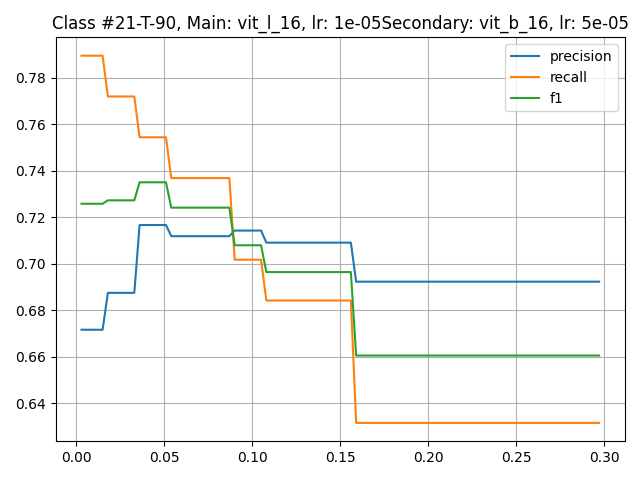 Class #21-T-90, Main: vit_l_16, lr: 1e-05Secondary: vit_b_16, lr: 5e-05
precision
recall
f1
0.78
0.76
0.74
0.72
0.70
0.68
0.66
0.64
0.00 0.05 0.10 0.15 0.20 0.25 0.30